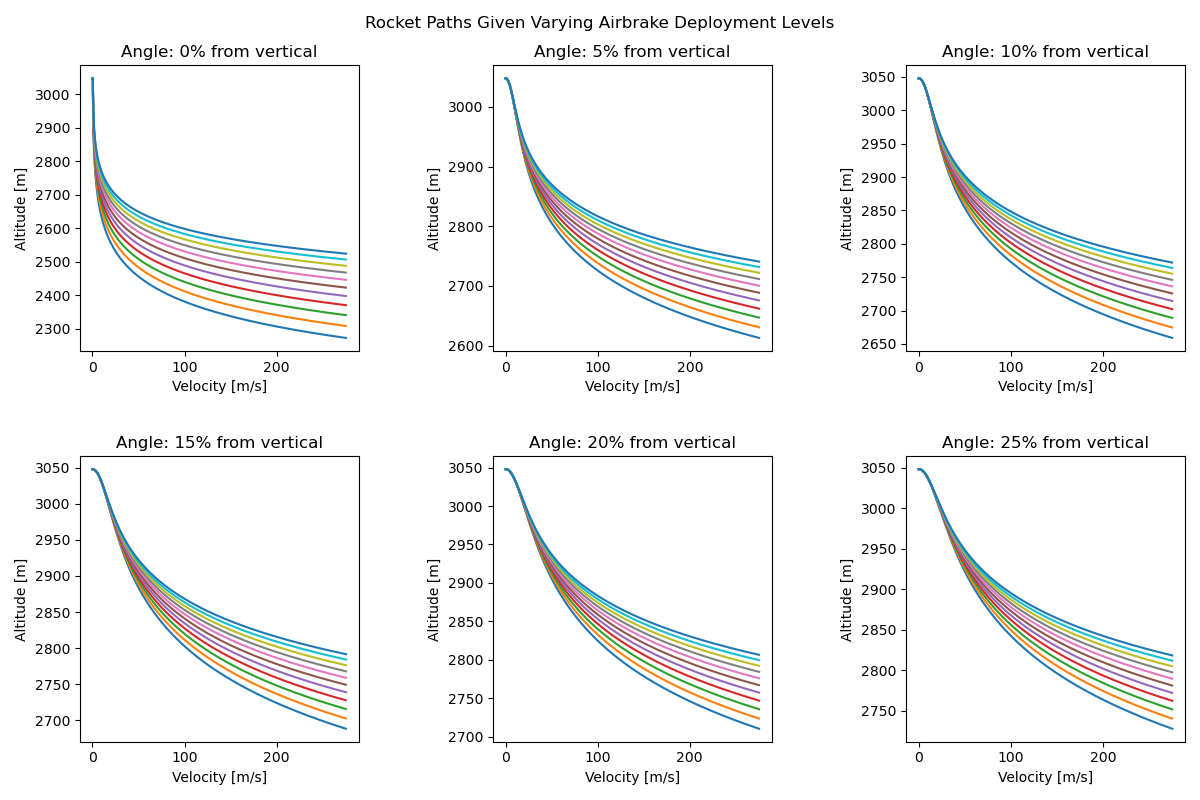 Rocket Paths Given Varying Airbrake Deployment Levels
Angle: 0% from vertical
3000
2900
2800
2700
2600
2500
2400
2300
Altitude [m]
0 100 200
Velocity [m/s]
Angle: 5% from vertical
3000
2900
2800
2700
2600
Altitude [m]
0 100 200
Velocity [m/s]
Angle: 10% from vertical
3050
3000
2950
2900
2850
2800
2750
2700
2650
Altitude [m]
0 100 200
Velocity [m/s]
Angle: 15% from vertical
3050
3000
2950
2900
2850
2800
2750
2700
Altitude [m]
0 100 200
Velocity [m/s]
Angle: 20% from vertical
3050
3000
2950
2900
2850
2800
2750
2700
Altitude [m]
0 100 200
Velocity [m/s]
Angle: 25% from vertical
3050
3000
2950
2900
2850
2800
2750
Altitude [m]
0 100 200
Velocity [m/s]